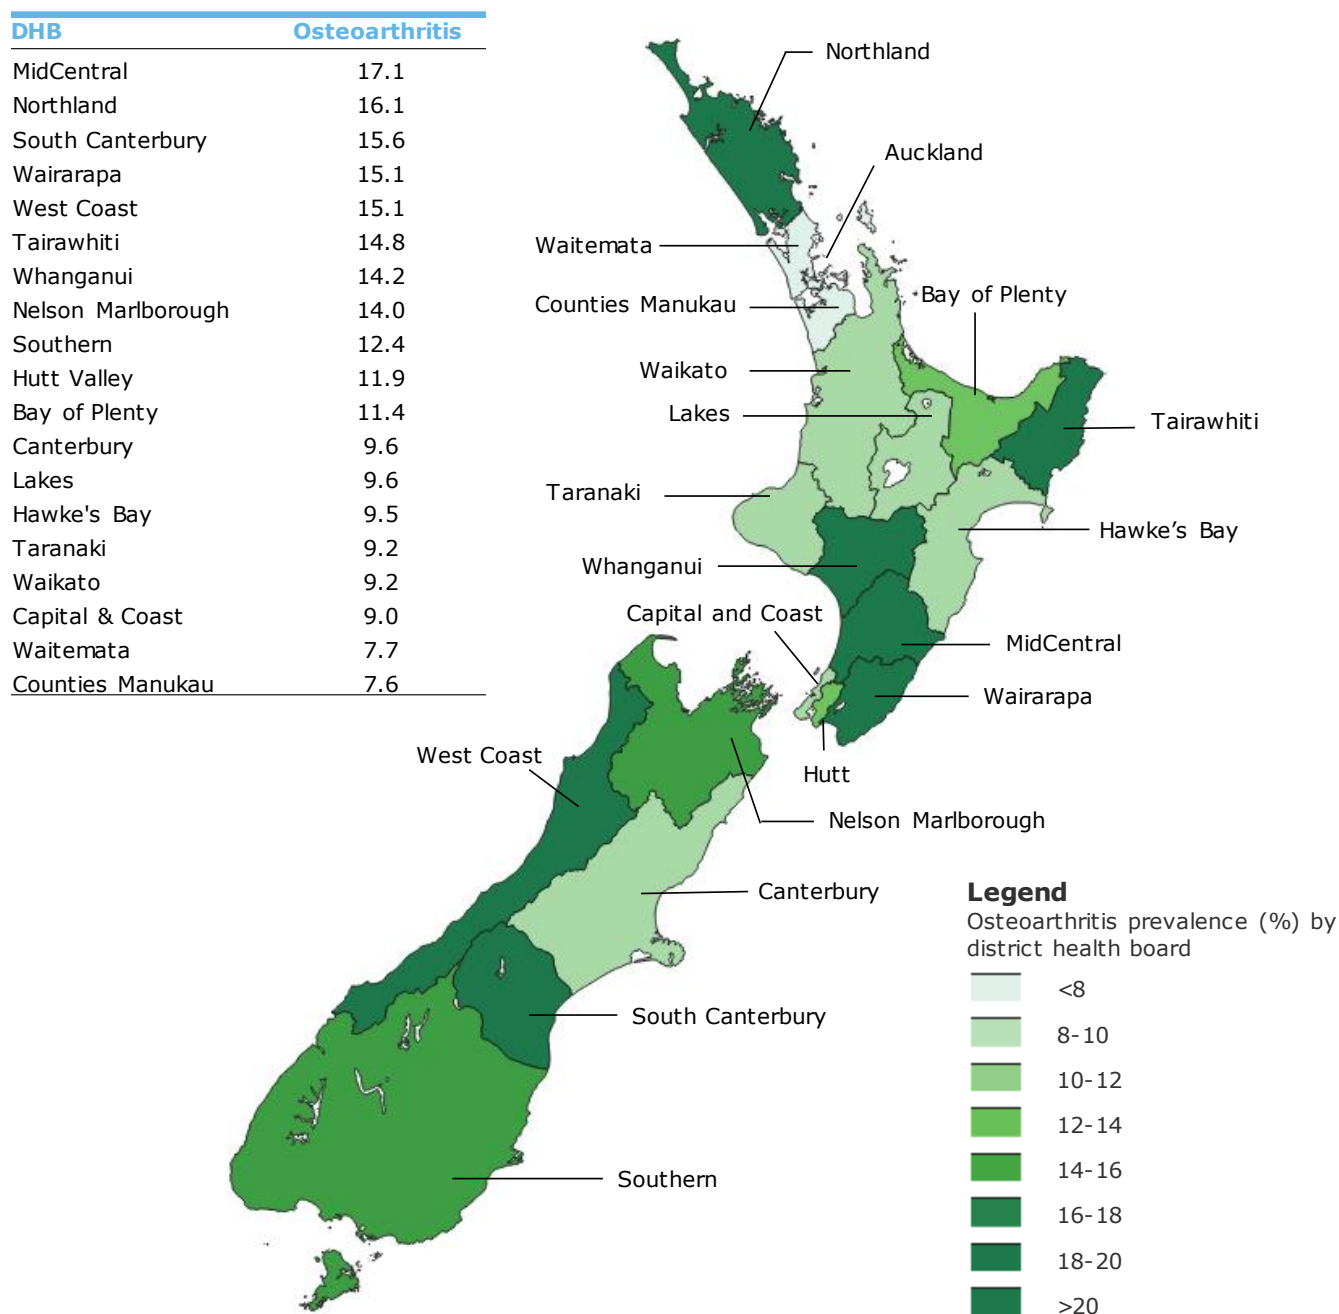 DHB Osteoarthritis
MidCentral 17.1
Northland 16.1
South Canterbury 15.6
Wairarapa 15.1
West Coast 15.1
Tairawhiti 14.8
Whanganui 14.2
Nelson Marlborough 14.0
Southern 12.4
Hutt Valley 11.9
Bay of Plenty 11.4
Canterbury 9.6
Lakes 9.6
Hawke's Bay 9.5
Taranaki 9.2
Waikato 9.2
Capital & Coast 9.0
Waitemata 7.7
Counties Manukau 7.6
Northland
Auckland
Waitemata
Counties Manukau
Bay of Plenty
Waikato
Lakes
Tairawhiti
Taranaki
Hawke’s Bay
Whanganui
Capital and Coast
MidCentral
Wairarapa
Hutt
West Coast
Nelson Marlborough
Canterbury
South Canterbury
Southern
Legend
Osteoarthritis prevalence (%) by
district health board
<8
8-10
10-12
12-14
14-16
16-18
18-20
>20